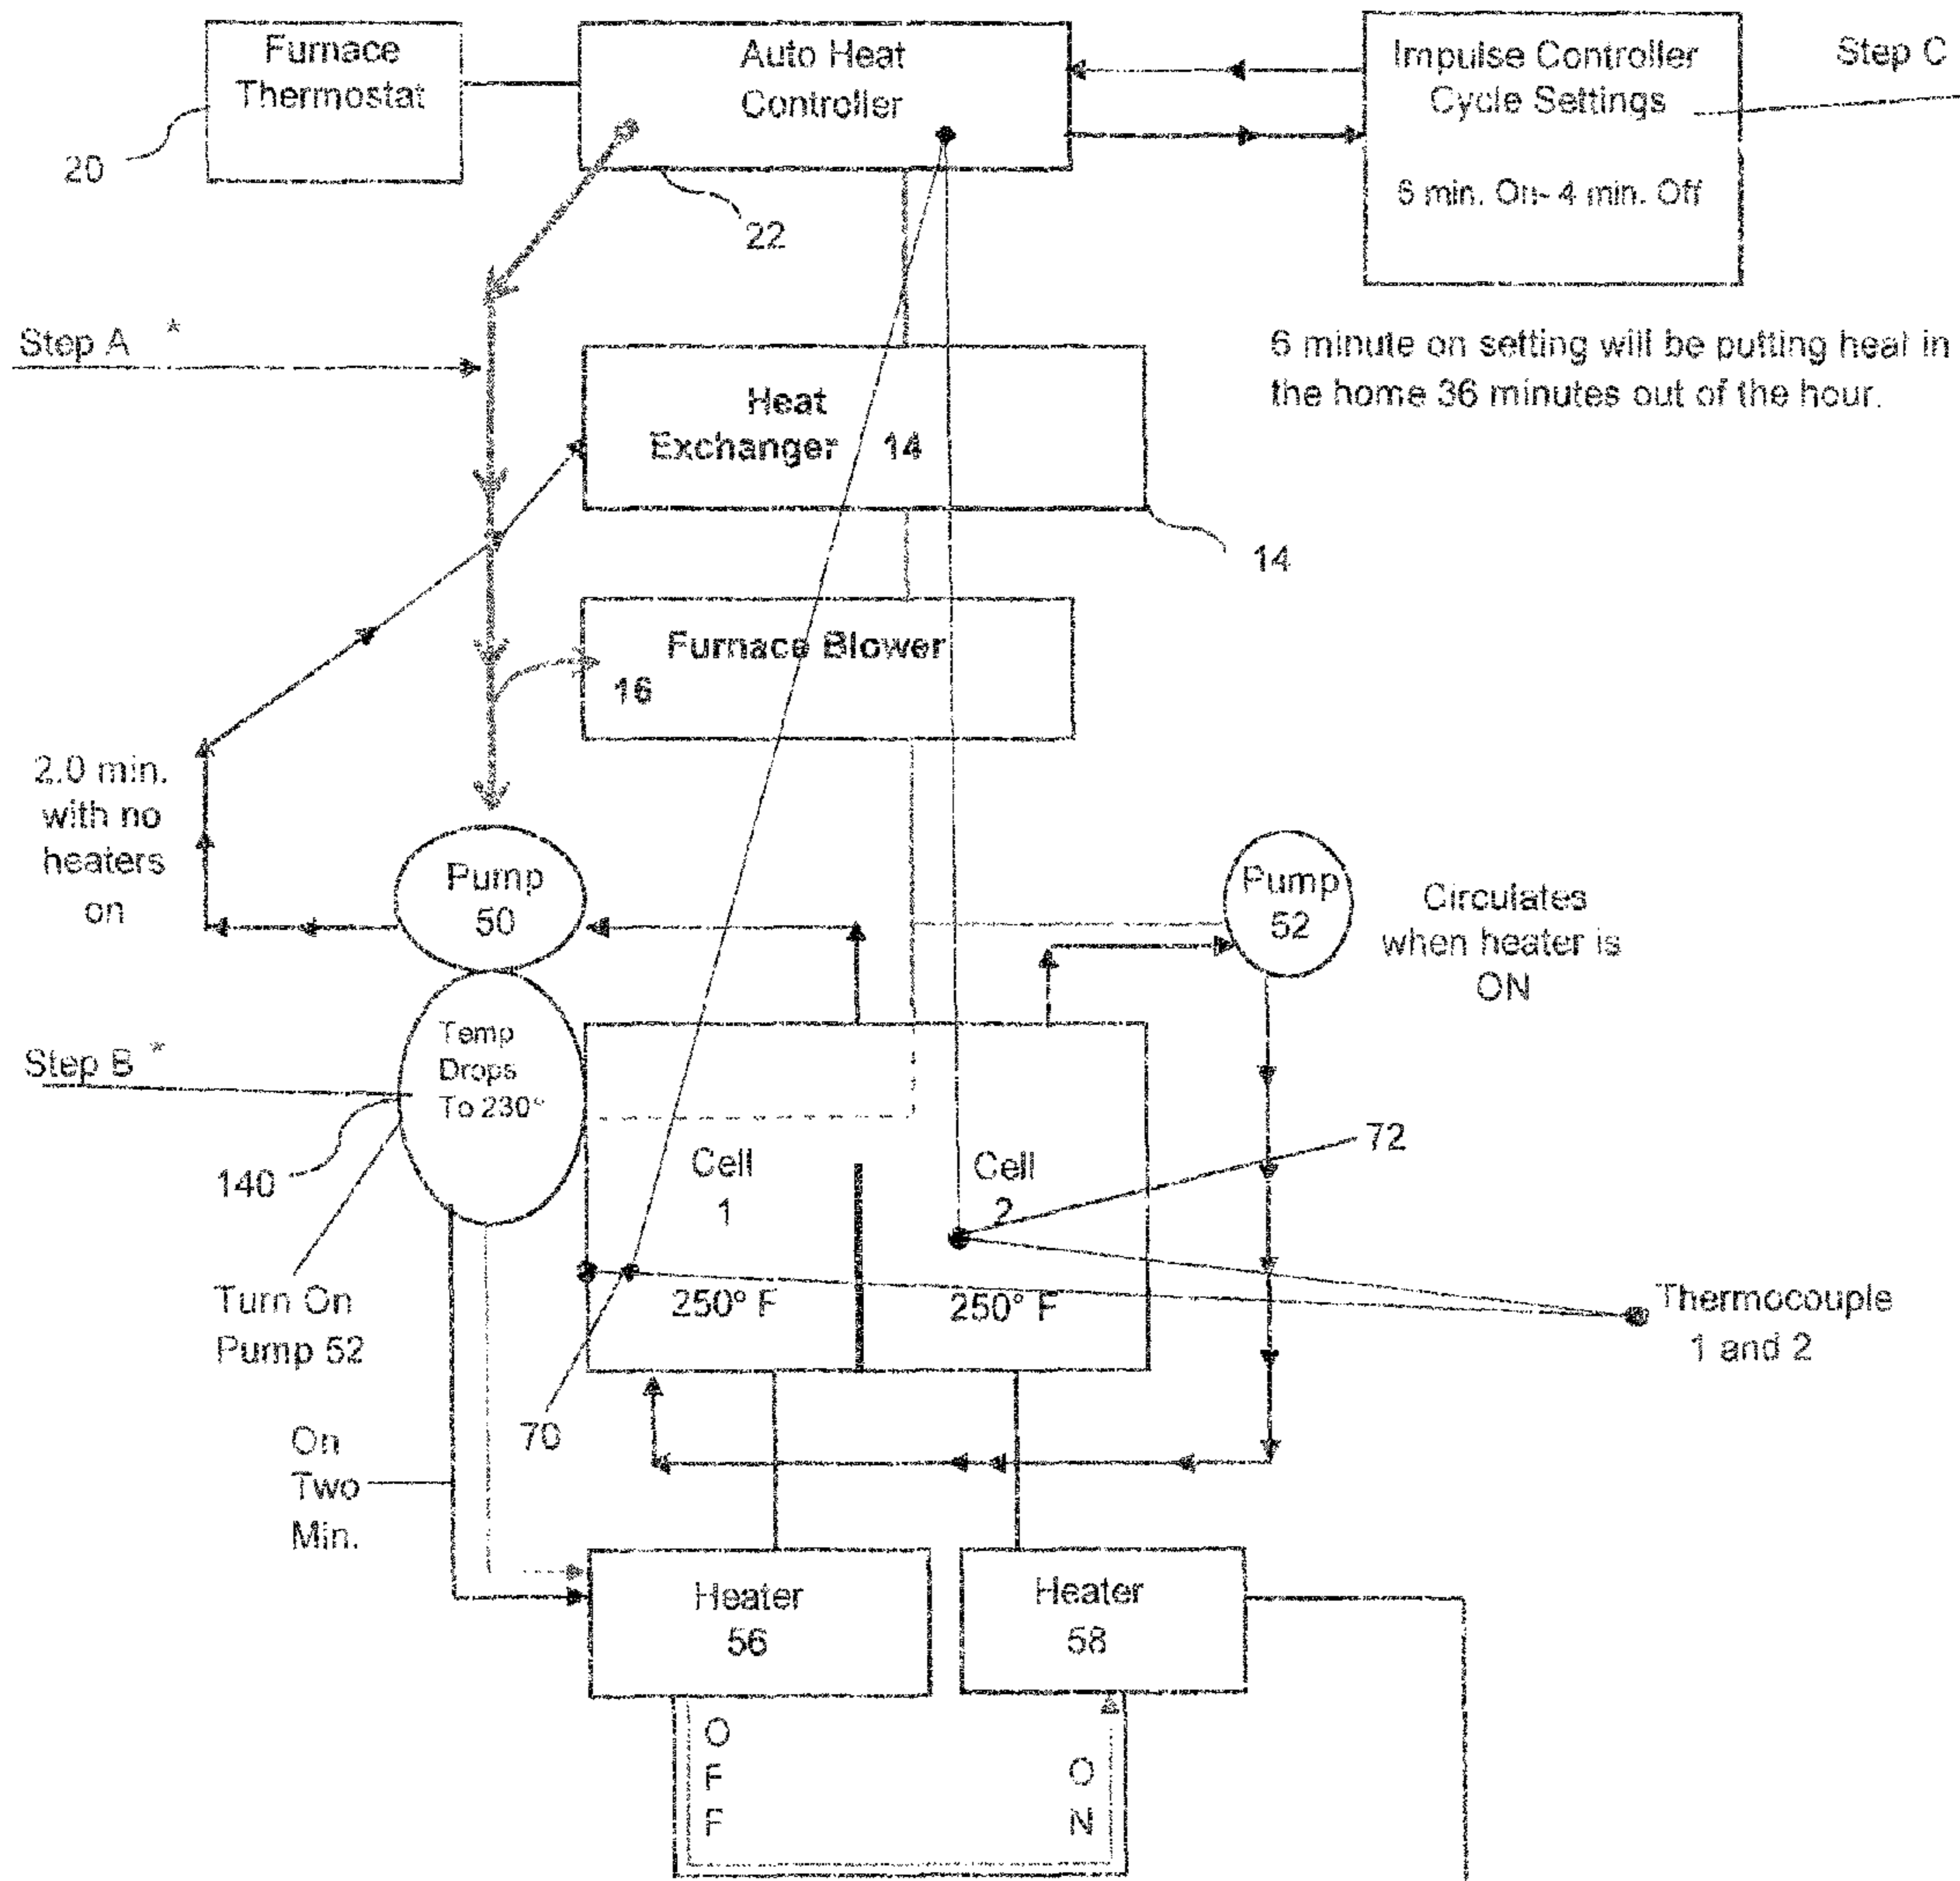 Furnace
Thermostat
20
Auto Heat
Controller
22
Impulse Controller
Cycle Settings
6 min. On- 4 min. Off
Step C
6 minute on setting will be putting heat in
the home 36 minutes out of the hour.
Step A *
Heat
Exchanger 14
14
Furnace Blower
16
2.0 min.
with no
heaters
on
Pump
50
Pump
52
Circulates
when heater is
ON
Step B *
Temp
Drops
To 230°
140
Turn On
Pump 52
Cell
1
250° F
Cell
2
250° F
72
70
Thermocouple
1 and 2
On
Two
Min.
Heater
56
Heater
58
O
F
F
O
N